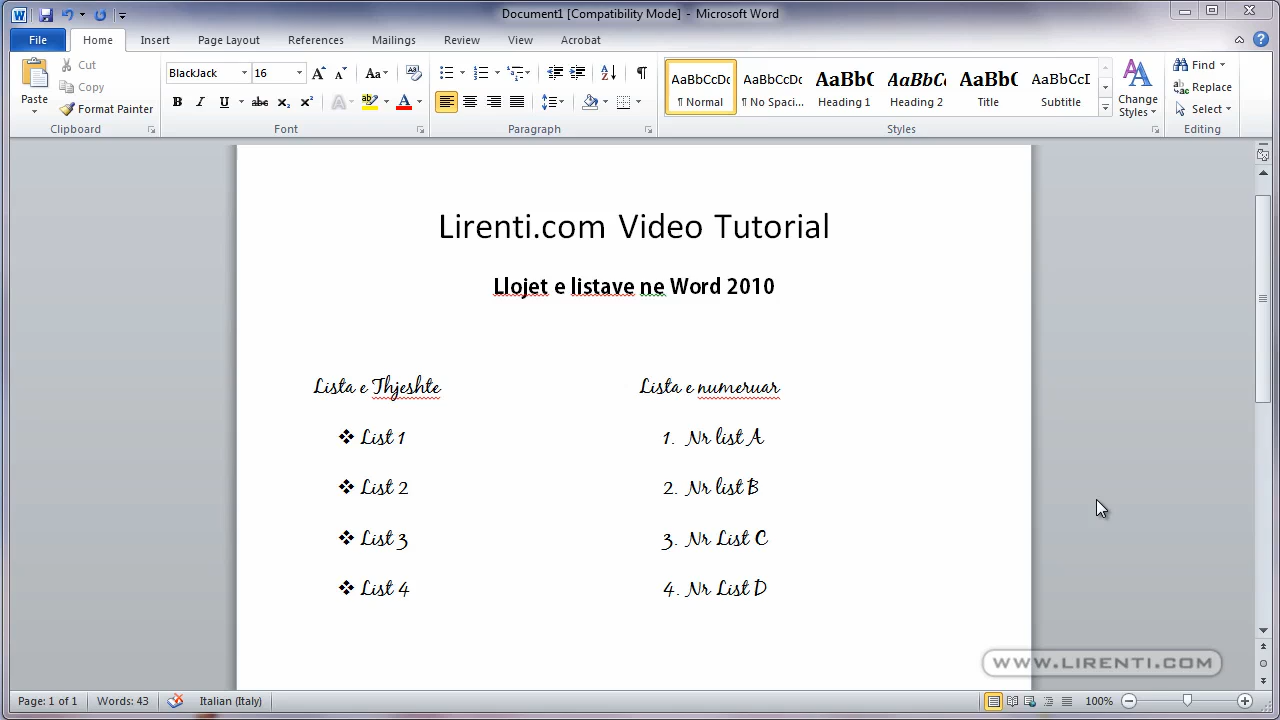 Document1 [Compatibility Mode] - Microsoft Word
File Home Insert Page Layout References Mailings Review View Acrobat
Paste
Cut
Copy
Format Painter
Clipboard
BlackJack 16
Font
Paragraph
AaBbCcDc AaBbCcDc AaBbC AaBbCc AaBbC AaBbCcI
¶ Normal ¶ No Spaci... Heading 1 Heading 2 Title Subtitle
Change Styles
Styles
Find
Replace
Select
Editing
Lirenti.com Video Tutorial
Llojet e listave ne Word 2010
Lista e Thjeshte
❖ List 1
❖ List 2
❖ List 3
❖ List 4
Lista e numeruar
1. Nr list A
2. Nr list B
3. Nr List C
4. Nr List D
WWW.LIRENTI.COM
Page: 1 of 1 Words: 43 Italian (Italy) 100%